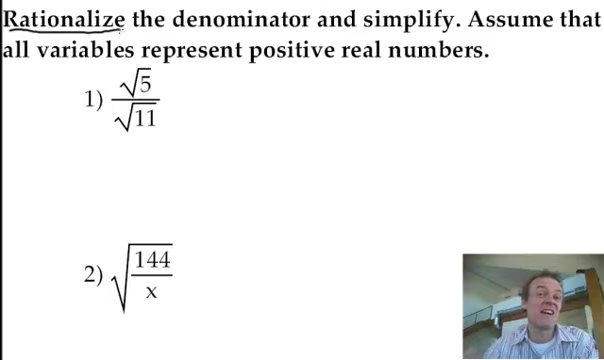 Rationalize the denominator and simplify. Assume that
all variables represent positive real numbers.
1) √5/√11
2) √(144/x)